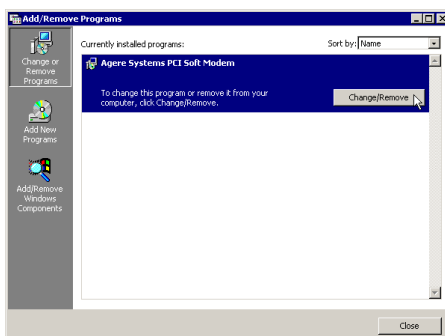 Add/Remove Programs
Currently installed programs:
Sort by: Name
Change or
Remove
Programs
Agere Systems PCI Soft Modem
To change this program or remove it from your
computer, click Change/Remove.
Change/Remove
Add New
Programs
Add/Remove
Windows
Components
Close